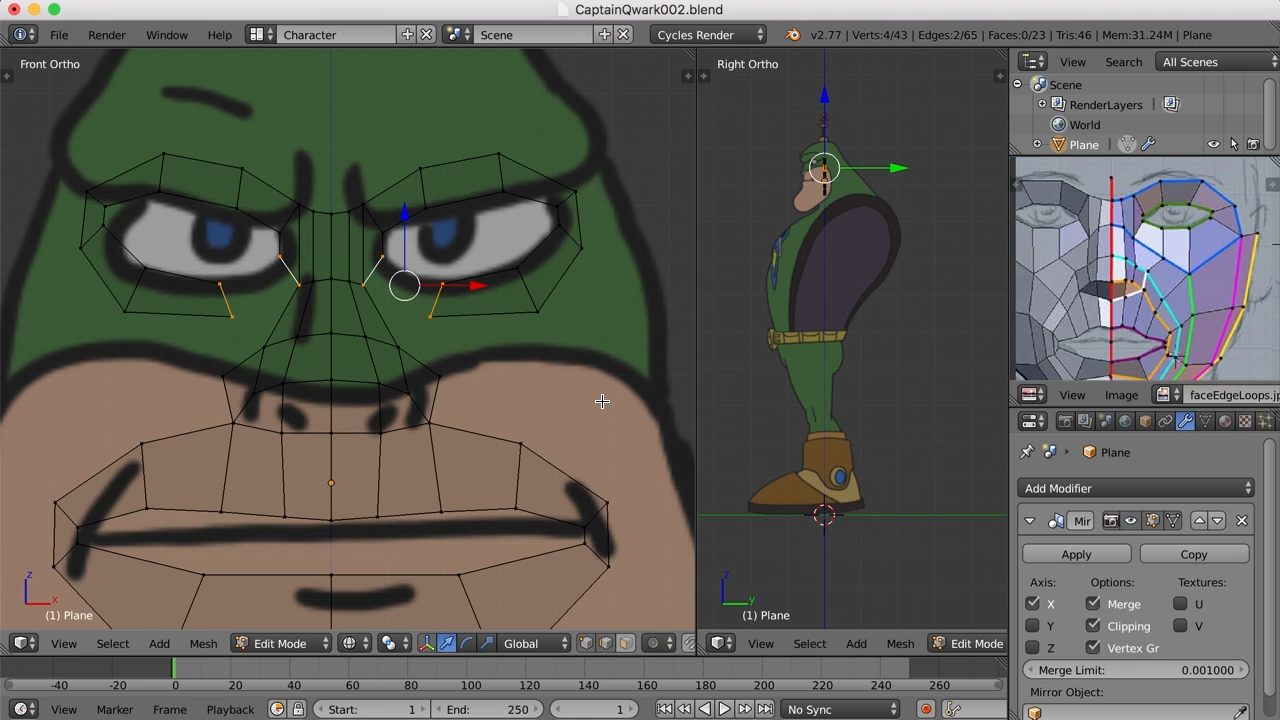 CaptainQwark002.blend
File Render Window Help Character Scene Cycles Render v2.77 | Verts:4/43 | Edges:2/65 | Faces:0/23 | Tris:46 | Mem:31.24M | Plane
Front Ortho
Right Ortho
View Search All Scenes
Scene
RenderLayers
World
Plane
View Image faceEdgeLoops.jp
Plane
Add Modifier
Mir
Apply Copy
Axis: Options: Textures:
X Merge U
Y Clipping V
Z Vertex Gr
Merge Limit: 0.001000
Mirror Object:
z
x
(1) Plane
z
y
(1) Plane
View Select Add Mesh Edit Mode Global
View Select Add Mesh Edit Mode
-40 -20 0 20 40 60 80 100 120 140 160 180 200 220 240 260
View Marker Frame Playback Start: 1 End: 250 1 No Sync